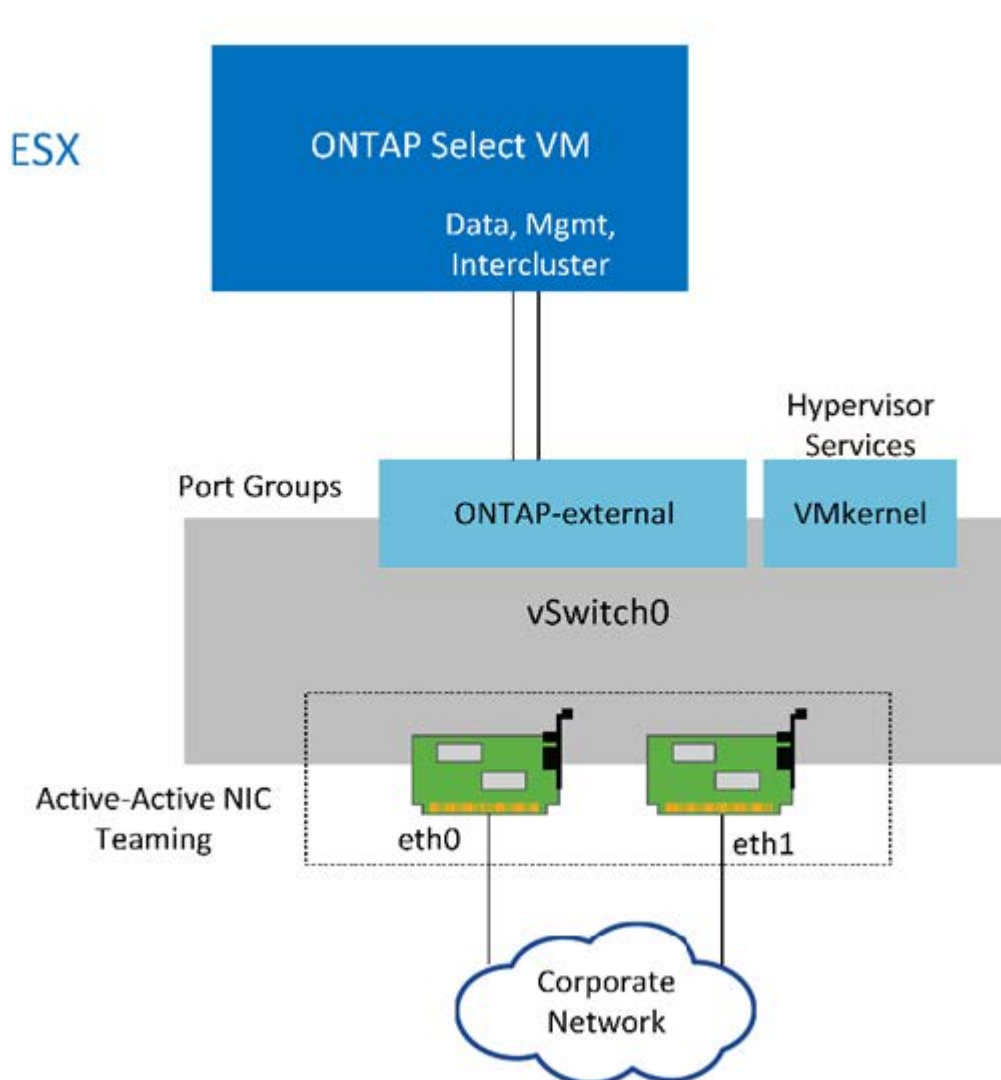 ESX
ONTAP Select VM
Data, Mgmt,
Intercluster
Hypervisor
Services
Port Groups
ONTAP-external
VMkernel
vSwitch0
Active-Active NIC
Teaming
eth0
eth1
Corporate
Network